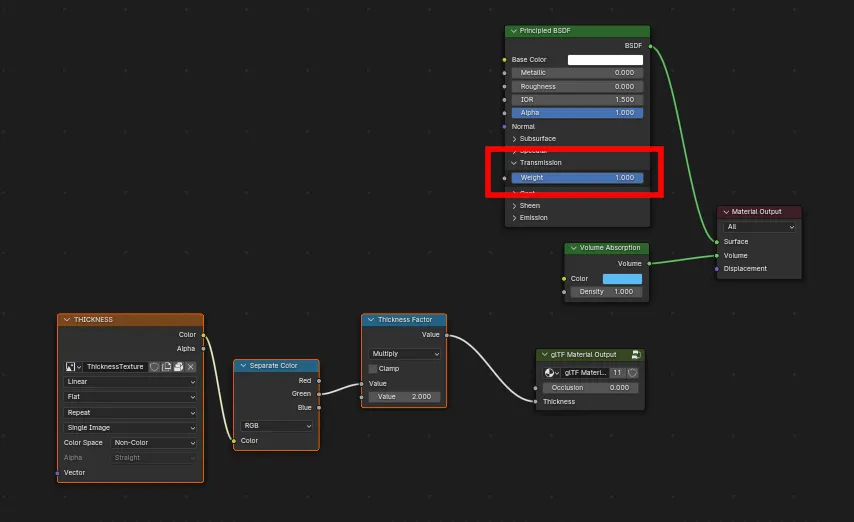 Principled BSDF
BSDF
Base Color
Metallic 0.000
Roughness 0.000
IOR 1.500
Alpha 1.000
Normal
Subsurface
Transmission
Weight 1.000
Sheen
Emission
Material Output
All
Surface
Volume
Displacement
Volume Absorption
Volume
Color
Density 1.000
THICKNESS
Color
Alpha
ThicknessTexture
Linear
Flat
Repeat
Single Image
Color Space Non-Color
Alpha Straight
Vector
Separate Color
Red
Green
Blue
RGB
Color
Thickness Factor
Value
Multiply
Clamp
Value
Value 2.000
glTF Material Output
glTF Materi... 11
Occlusion 0.000
Thickness